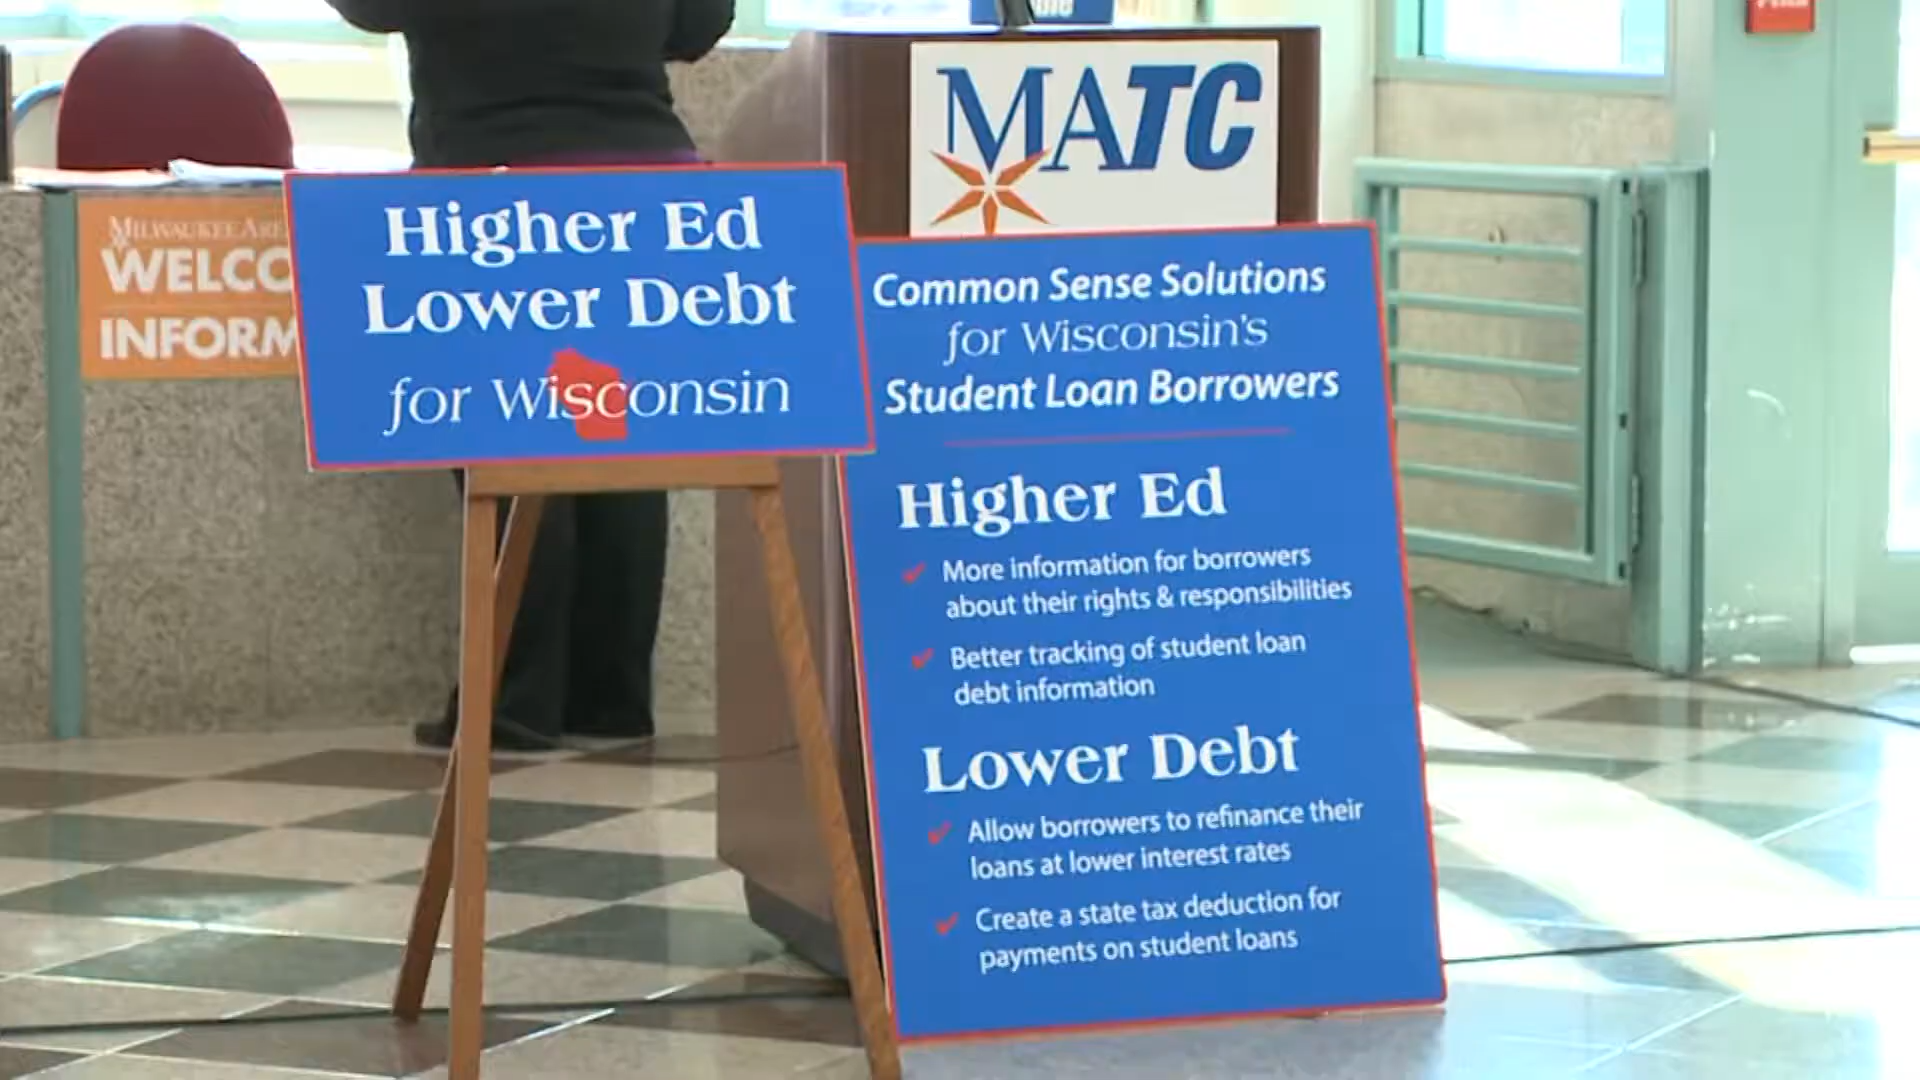 MATC
MILWAUKEE
WELCO
INFORM
Higher Ed
Lower Debt
for Wisconsin
Common Sense Solutions
for Wisconsin's
Student Loan Borrowers
Higher Ed
✓ More information for borrowers
about their rights & responsibilities
✓ Better tracking of student loan
debt information
Lower Debt
✓ Allow borrowers to refinance their
loans at lower interest rates
✓ Create a state tax deduction for
payments on student loans